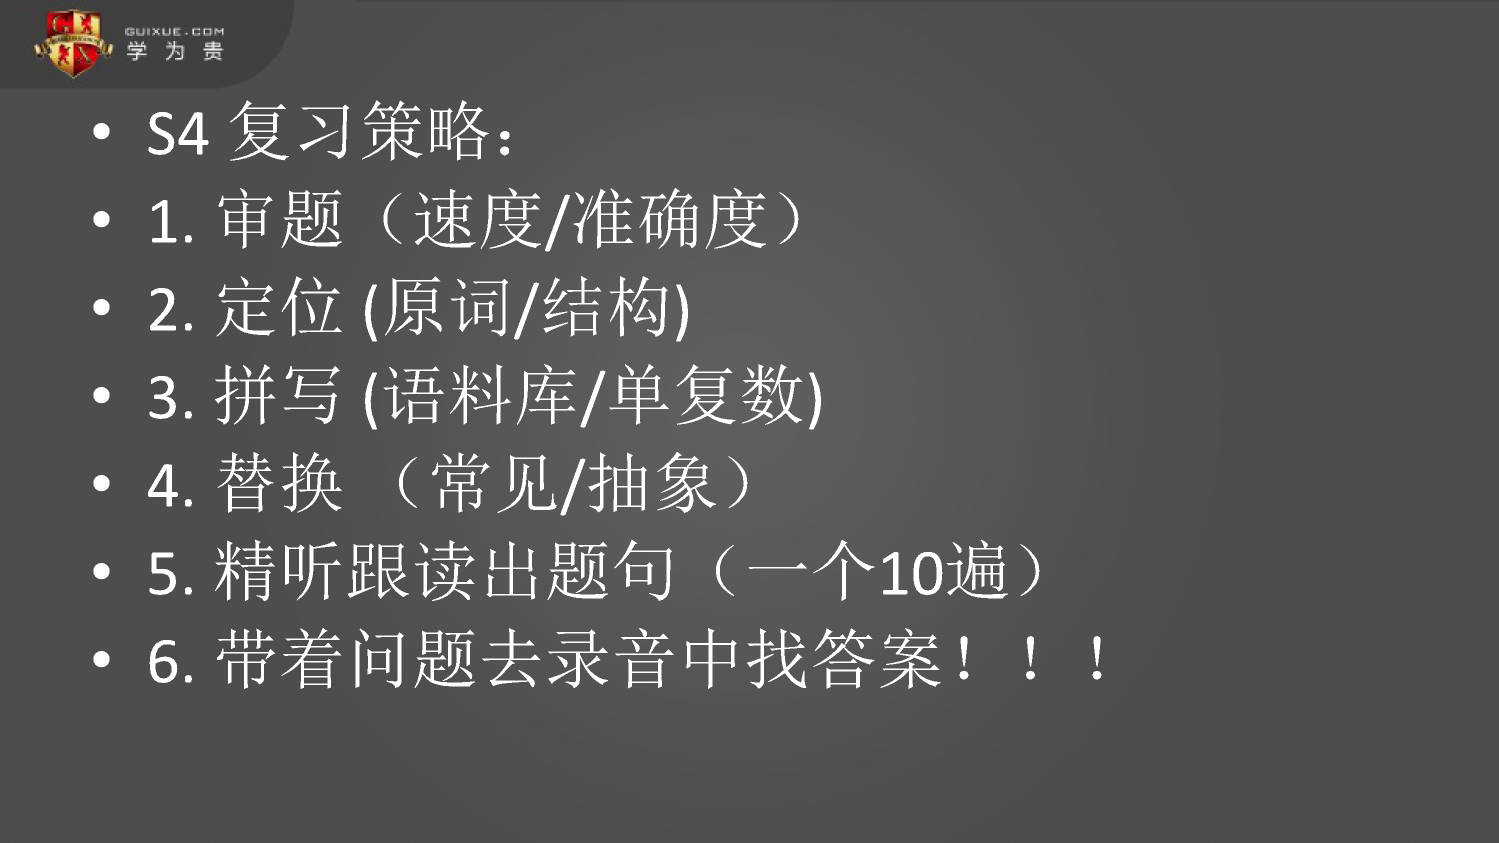 GUIXUE.COM
学为贵
• S4 复习策略：
• 1. 审题（速度/准确度）
• 2. 定位 (原词/结构)
• 3. 拼写 (语料库/单复数)
• 4. 替换 （常见/抽象）
• 5. 精听跟读出题句（一个10遍）
• 6. 带着问题去录音中找答案！！！